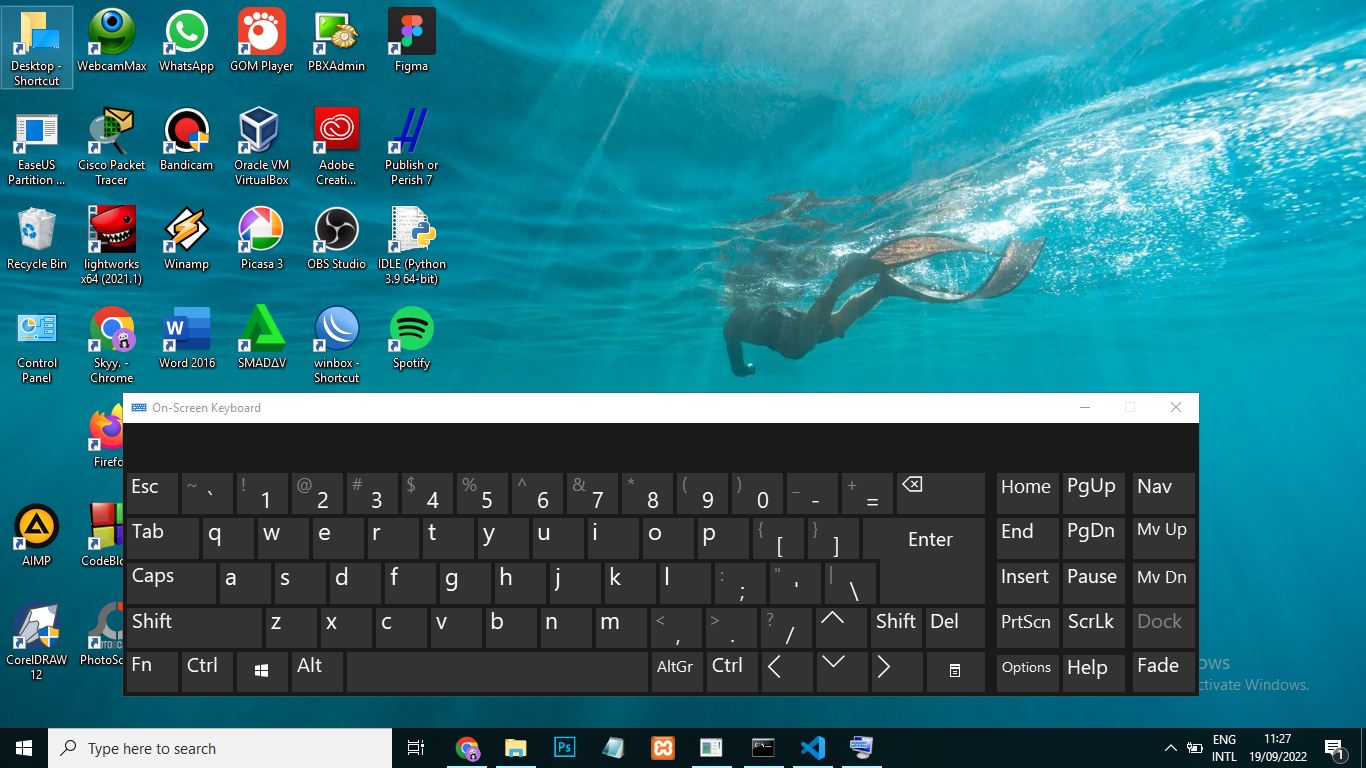 Desktop -
Shortcut
WebcamMax
WhatsApp
GOM Player
PBXAdmin
Figma
EaseUS
Partition ...
Cisco Packet
Tracer
Bandicam
Oracle VM
VirtualBox
Adobe
Creati...
Publish or
Perish 7
Recycle Bin
lightworks
x64 (2021.1)
Winamp
Picasa 3
OBS Studio
IDLE (Python
3.9 64-bit)
Control
Panel
Skyy. -
Chrome
Word 2016
SMADΔV
winbox -
Shortcut
Spotify
Firefo
AIMP
CodeBlo
CorelDRAW
12
PhotoSc
On-Screen Keyboard
Esc ~ ` ! 1 @ 2 # 3 $ 4 % 5 ^ 6 & 7 * 8 ( 9 ) 0 _ - + = Home PgUp Nav
Tab q w e r t y u i o p { [ } ] Enter End PgDn Mv Up
Caps a s d f g h j k l : ; " ' | \ Insert Pause Mv Dn
Shift z x c v b n m < , > . ? / Shift Del PrtScn ScrLk Dock
Fn Ctrl Alt AltGr Ctrl Options Help Fade
ows
ctivate Windows.
Type here to search
Ps
ENG
INTL
11:27
19/09/2022
1